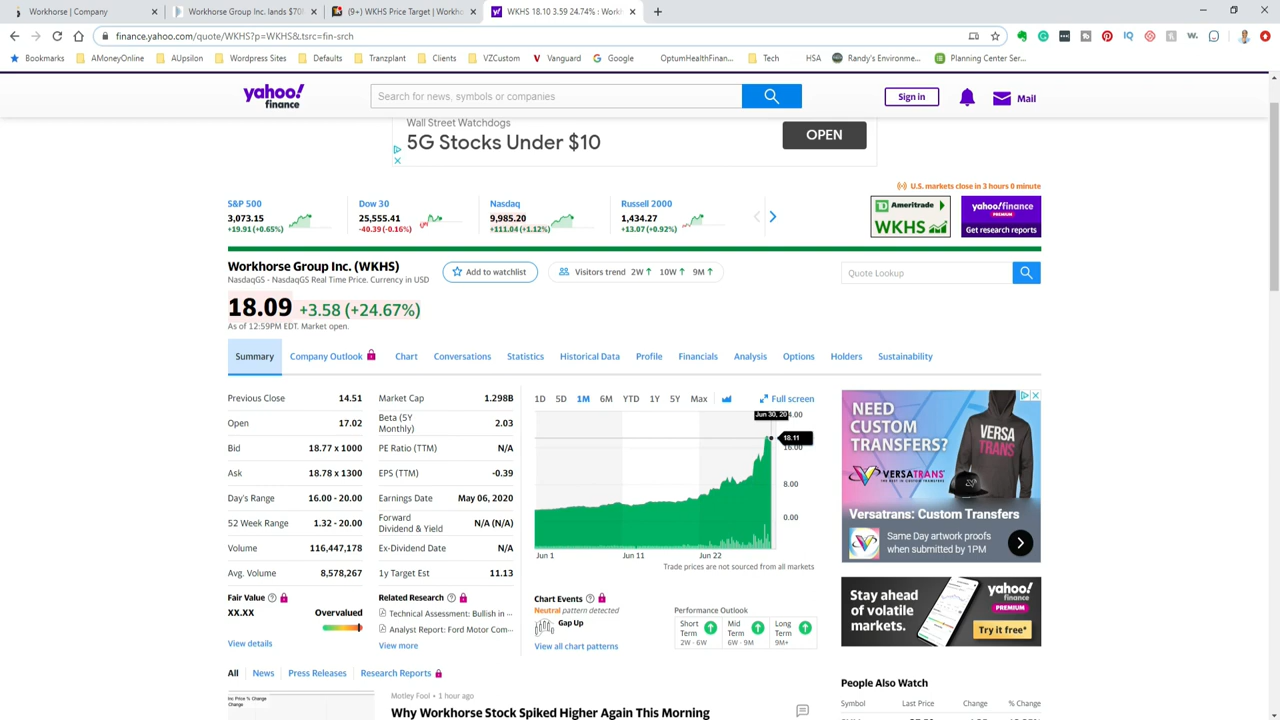 Workhorse | Company
Workhorse Group Inc. lands $70
(9+) WKHS Price Target | Workho
WKHS 18.10 3.59 24.74% : Work
finance.yahoo.com/quote/WKHS?p=WKHS&.tsrc=fin-srch
Bookmarks AMoneyOnline AUpsilon Wordpress Sites Defaults Tranzplant Clients VZCustom Vanguard Google OptumHealthFinan... Tech HSA Randy's Environme... Planning Center Ser...
yahoo! finance
Search for news, symbols or companies
Sign in
Mail
Wall Street Watchdogs
5G Stocks Under $10
OPEN
U.S. markets close in 3 hours 0 minute
S&P 500
3,073.15
+19.91 (+0.65%)
Dow 30
25,555.41
-40.39 (-0.16%)
Nasdaq
9,985.20
+111.04 (+1.12%)
Russell 2000
1,434.27
+13.07 (+0.92%)
Ameritrade
WKHS
yahoo!finance
PREMIUM
Get research reports
Workhorse Group Inc. (WKHS)
NasdaqGS - NasdaqGS Real Time Price. Currency in USD
Add to watchlist
Visitors trend 2W 10W 9M
Quote Lookup
18.09 +3.58 (+24.67%)
As of 12:59PM EDT. Market open.
Summary Company Outlook Chart Conversations Statistics Historical Data Profile Financials Analysis Options Holders Sustainability
Previous Close 14.51
Open 17.02
Bid 18.77 x 1000
Ask 18.78 x 1300
Day's Range 16.00 - 20.00
52 Week Range 1.32 - 20.00
Volume 116,447,178
Avg. Volume 8,578,267
Market Cap 1.298B
Beta (5Y Monthly) 2.03
PE Ratio (TTM) N/A
EPS (TTM) -0.39
Earnings Date May 06, 2020
Forward Dividend & Yield N/A (N/A)
Ex-Dividend Date N/A
1y Target Est 11.13
Fair Value
XX.XX Overvalued
View details
Related Research
Technical Assessment: Bullish in ...
Analyst Report: Ford Motor Com...
View more
1D 5D 1M 6M YTD 1Y 5Y Max
Full screen
Jun 30, 20
4.00
18.11
16.00
8.00
0.00
Jun 1 Jun 11 Jun 22
Trade prices are not sourced from all markets
Chart Events
Neutral pattern detected
Gap Up
View all chart patterns
Performance Outlook
Short Term
2W - 6W
Mid Term
6W - 9M
Long Term
9M+
NEED
CUSTOM
TRANSFERS?
VERSA
TRANS
VERSATRANS
Versatrans: Custom Transfers
Same Day artwork proofs
when submitted by 1PM
Stay ahead
of volatile
markets.
yahoo!
finance
PREMIUM
Try it free*
All News Press Releases Research Reports
Motley Fool • 1 hour ago
Why Workhorse Stock Spiked Higher Again This Morning
People Also Watch
Symbol Last Price Change % Change